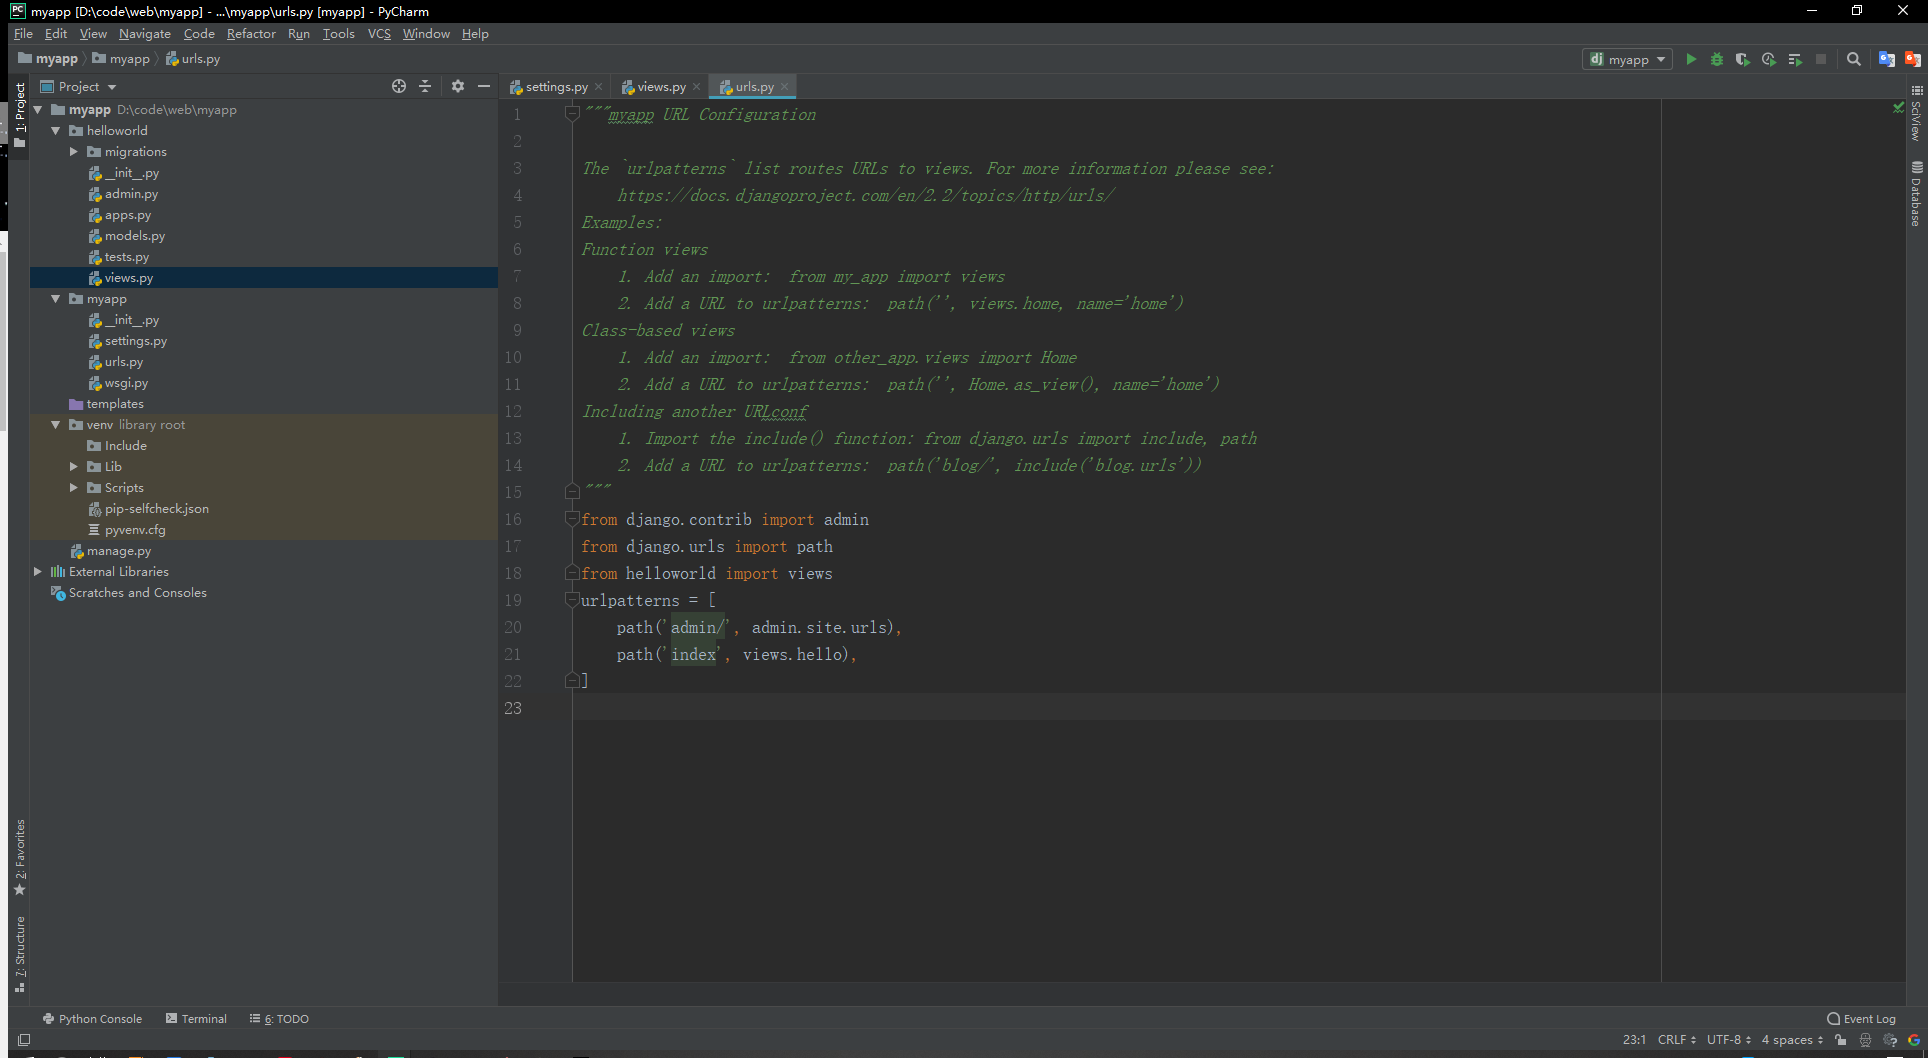 myapp [D:\code\web\myapp] - ...\myapp\urls.py [myapp] - PyCharm
File Edit View Navigate Code Refactor Run Tools VCS Window Help
myapp myapp urls.py
dj myapp
Project
settings.py views.py urls.py
1: Project
myapp D:\code\web\myapp
helloworld
migrations
__init__.py
admin.py
apps.py
models.py
tests.py
views.py
myapp
__init__.py
settings.py
urls.py
wsgi.py
templates
venv library root
Include
Lib
Scripts
pip-selfcheck.json
pyvenv.cfg
manage.py
External Libraries
Scratches and Consoles
2: Favorites
7: Structure
1 """myapp URL Configuration
2
3 The `urlpatterns` list routes URLs to views. For more information please see:
4     https://docs.djangoproject.com/en/2.2/topics/http/urls/
5 Examples:
6 Function views
7     1. Add an import:  from my_app import views
8     2. Add a URL to urlpatterns:  path('', views.home, name='home')
9 Class-based views
10     1. Add an import:  from other_app.views import Home
11     2. Add a URL to urlpatterns:  path('', Home.as_view(), name='home')
12 Including another URLconf
13     1. Import the include() function: from django.urls import include, path
14     2. Add a URL to urlpatterns:  path('blog/', include('blog.urls'))
15 """
16 from django.contrib import admin
17 from django.urls import path
18 from helloworld import views
19 urlpatterns = [
20     path('admin/', admin.site.urls),
21     path('index', views.hello),
22 ]
23
SciView
Database
Python Console Terminal 6: TODO
Event Log
23:1 CRLF UTF-8 4 spaces